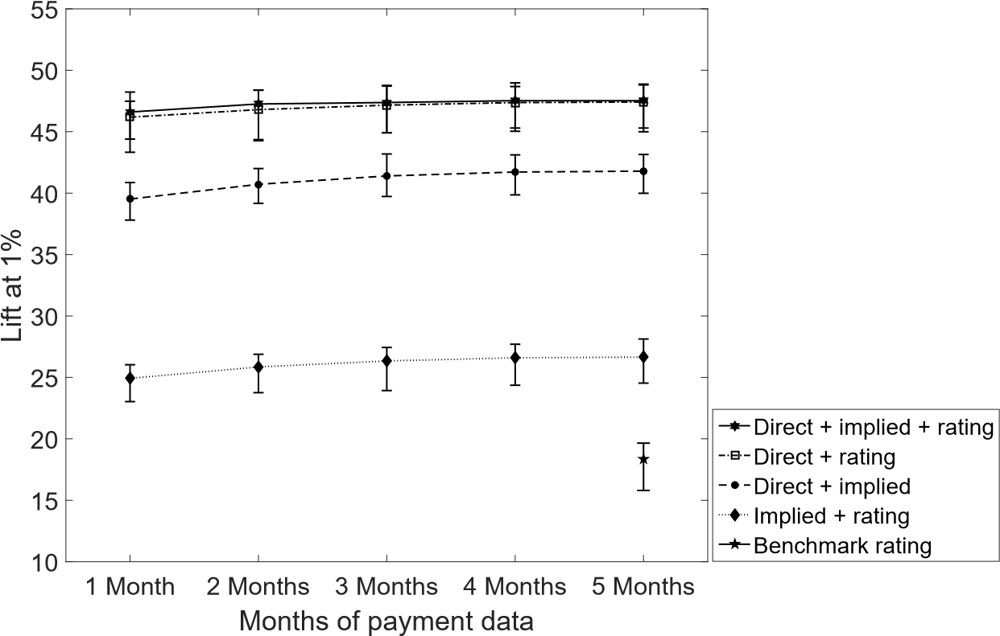 55
50
45
40
35
30
25
20
15
10
Lift at 1%
1 Month 2 Months 3 Months 4 Months 5 Months
Months of payment data
Direct + implied + rating
Direct + rating
Direct + implied
Implied + rating
Benchmark rating